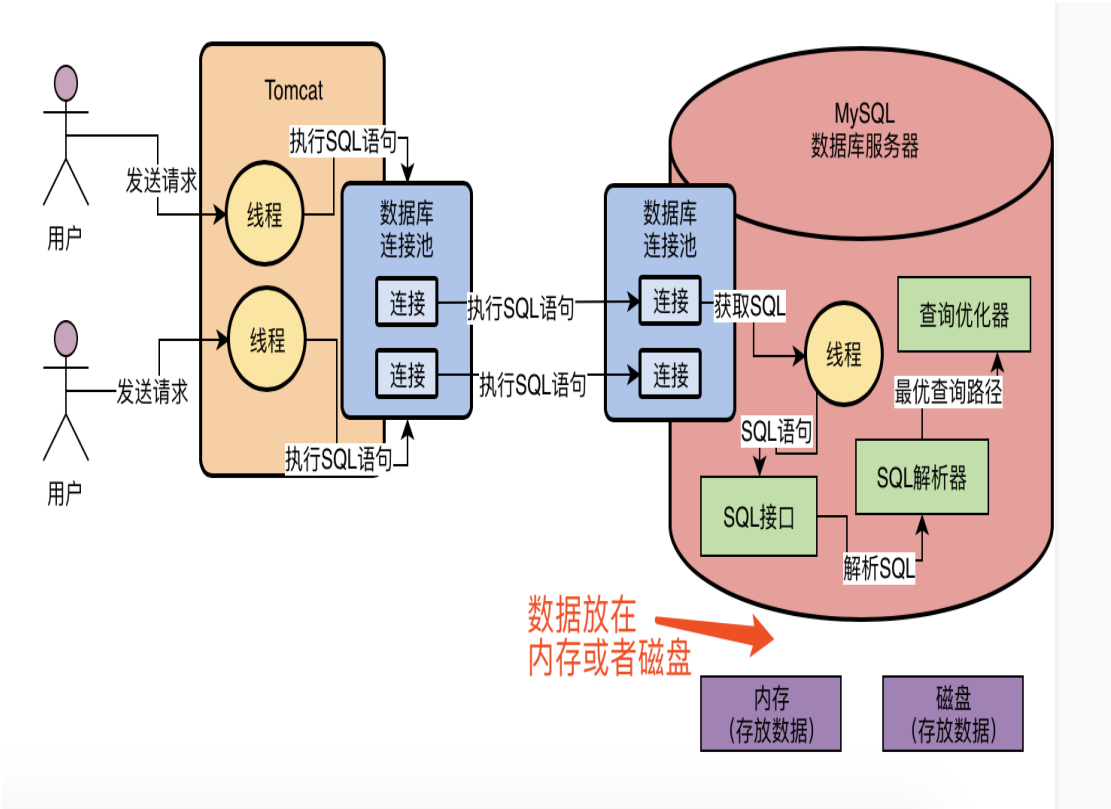 Tomcat
MySQL
数据库服务器
执行SQL语句
发送请求
线程
用户
数据库
连接池
连接
连接
执行SQL语句
执行SQL语句
数据库
连接池
连接
连接
获取SQL
线程
查询优化器
最优查询路径
SQL语句
SQL解析器
SQL接口
解析SQL
线程
发送请求
执行SQL语句
用户
数据放在
内存或者磁盘
内存
(存放数据)
磁盘
(存放数据)